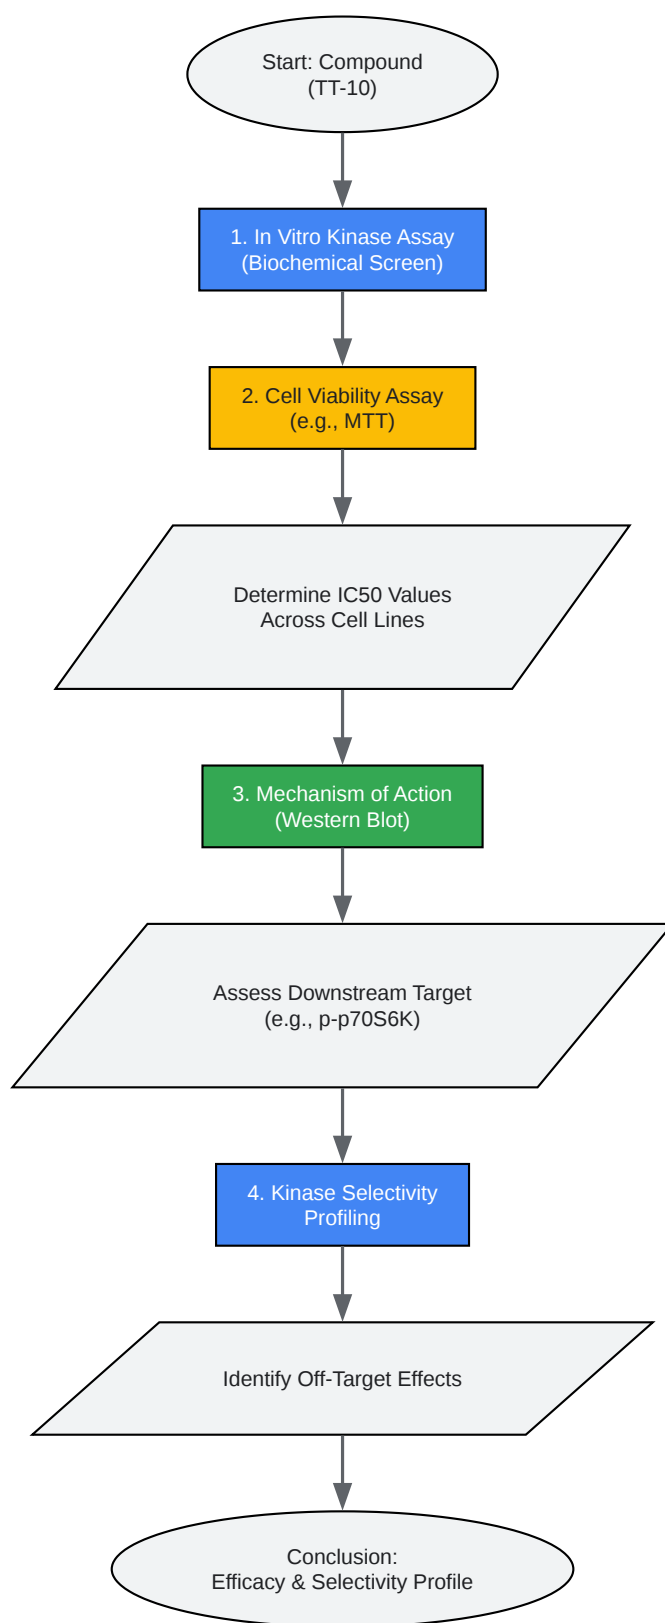 Start: Compound
(TT-10)
1. In Vitro Kinase Assay
(Biochemical Screen)
2. Cell Viability Assay
(e.g., MTT)
Determine IC50 Values
Across Cell Lines
3. Mechanism of Action
(Western Blot)
Assess Downstream Target
(e.g., p-p70S6K)
4. Kinase Selectivity
Profiling
Identify Off-Target Effects
Conclusion:
Efficacy & Selectivity Profile